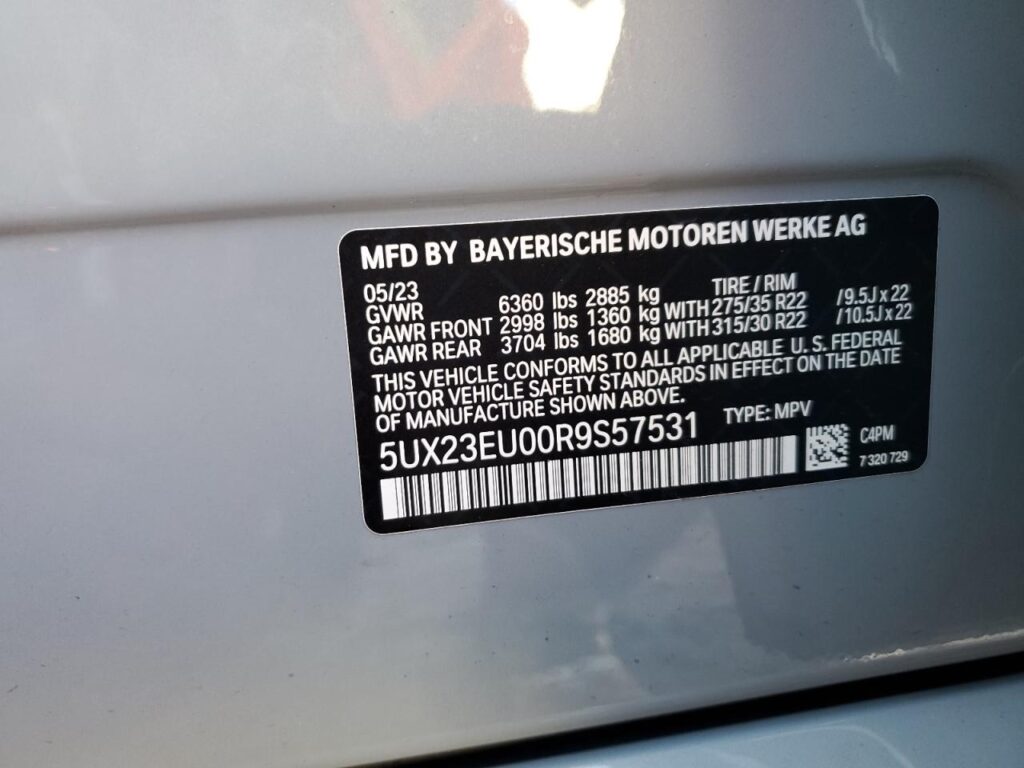 MFD BY BAYERISCHE MOTOREN WERKE AG
05/23 TIRE / RIM
GVWR 6360 lbs 2885 kg
GAWR FRONT 2998 lbs 1360 kg WITH 275/35 R22 /9.5J x 22
GAWR REAR 3704 lbs 1680 kg WITH 315/30 R22 /10.5J x 22
THIS VEHICLE CONFORMS TO ALL APPLICABLE U. S. FEDERAL
MOTOR VEHICLE SAFETY STANDARDS IN EFFECT ON THE DATE
OF MANUFACTURE SHOWN ABOVE.
5UX23EU00R9S57531 TYPE: MPV
C4PM
7 320 729